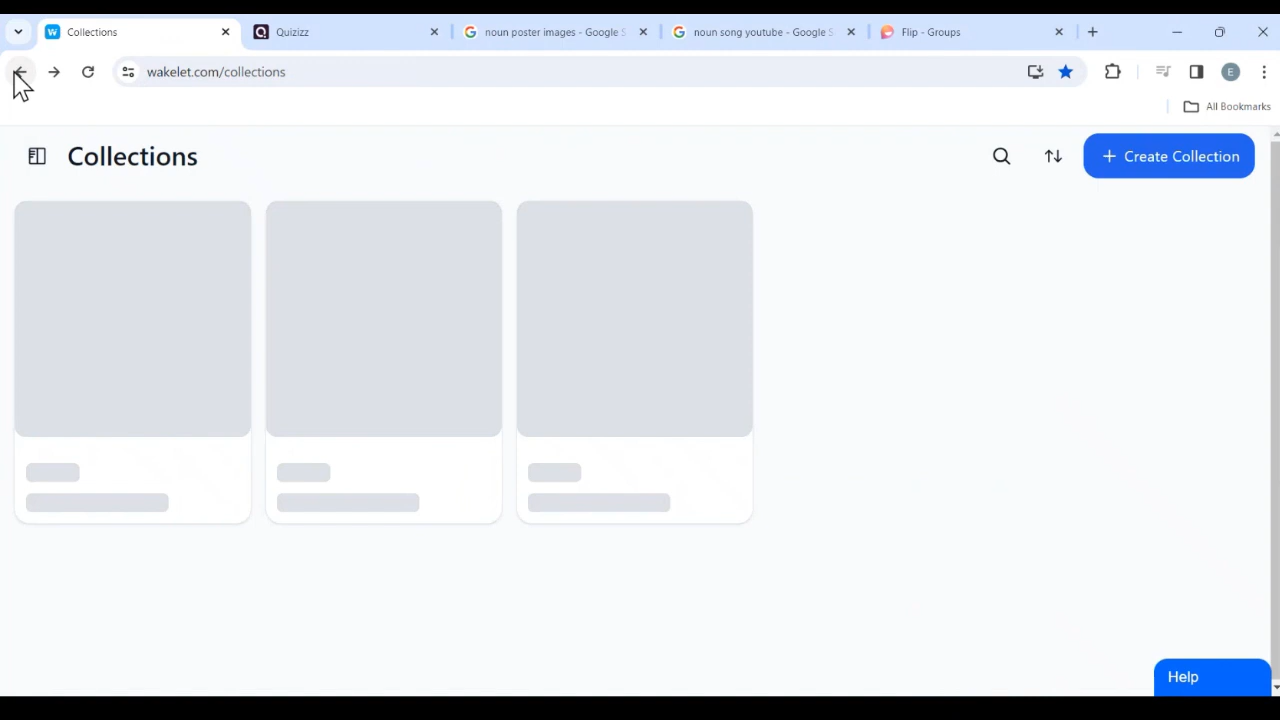 W Collections
Q Quizizz
G noun poster images - Google S
G noun song youtube - Google S
Flip - Groups
wakelet.com/collections
E
All Bookmarks
Collections
+ Create Collection
Help